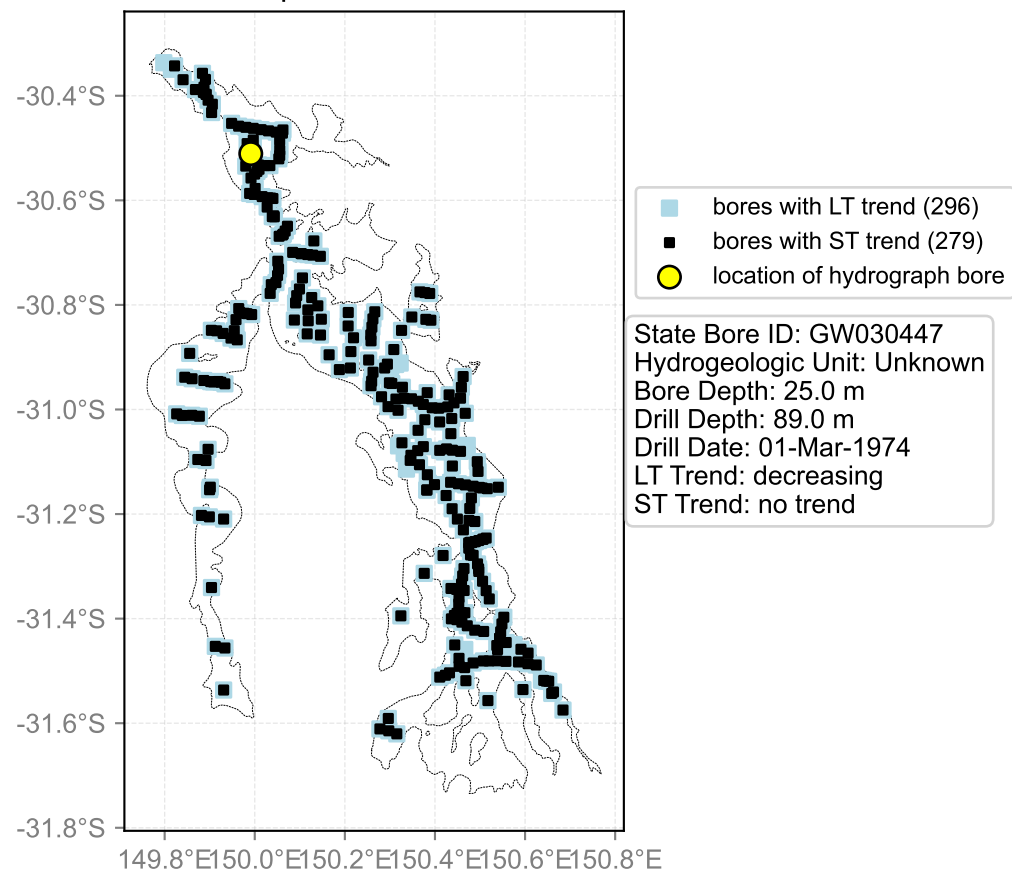 -30.4°S
-30.6°S
-30.8°S
-31.0°S
-31.2°S
-31.4°S
-31.6°S
-31.8°S
149.8°E150.0°E150.2°E150.4°E150.6°E150.8°E
bores with LT trend (296)
bores with ST trend (279)
location of hydrograph bore
State Bore ID: GW030447
Hydrogeologic Unit: Unknown
Bore Depth: 25.0 m
Drill Depth: 89.0 m
Drill Date: 01-Mar-1974
LT Trend: decreasing
ST Trend: no trend